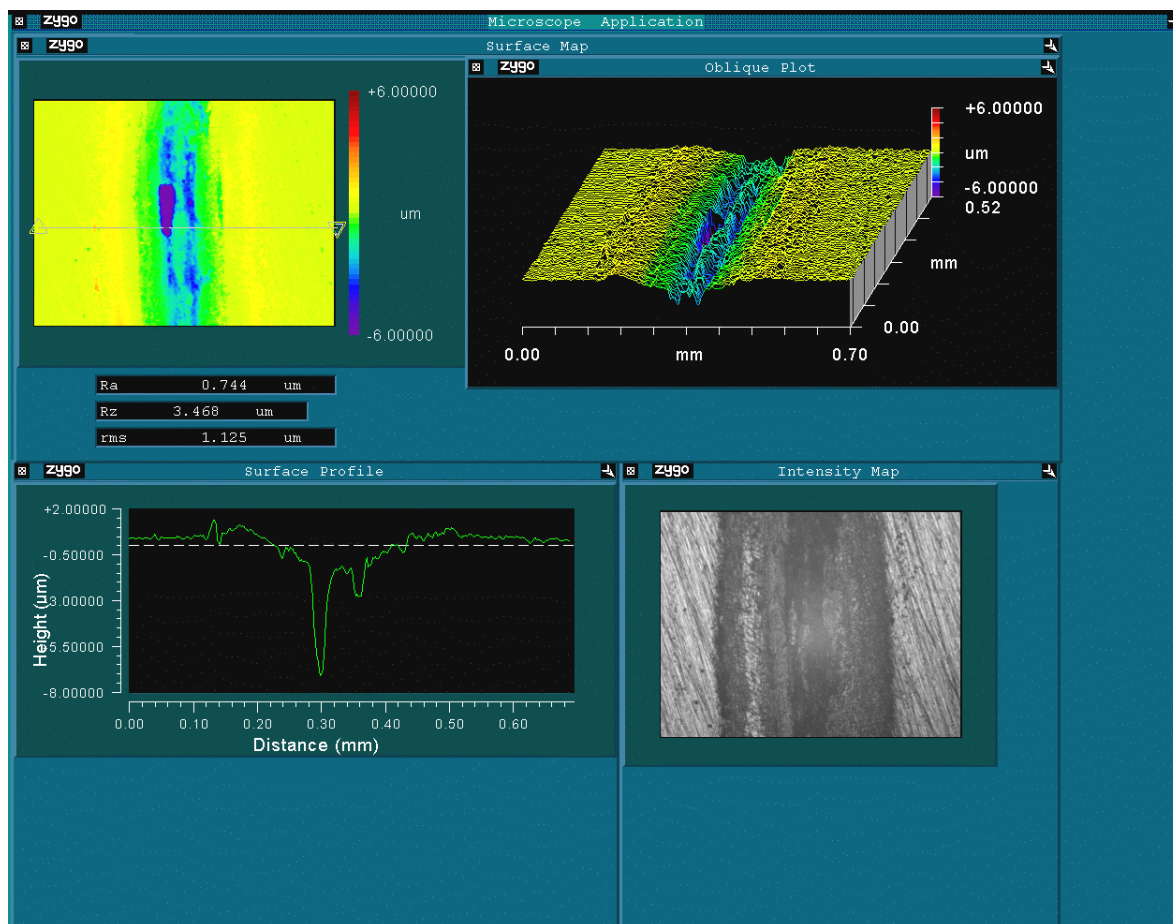 zygo Microscope Application
zygo Surface Map
zygo Oblique Plot
+6.00000
um
-6.00000
+6.00000
um
-6.00000
0.52
mm
0.00
0.00 mm 0.70
Ra 0.744 um
Rz 3.468 um
rms 1.125 um
zygo Surface Profile
+2.00000
-0.50000
-3.00000
-5.50000
-8.00000
Height (µm)
0.00 0.10 0.20 0.30 0.40 0.50 0.60
Distance (mm)
zygo Intensity Map